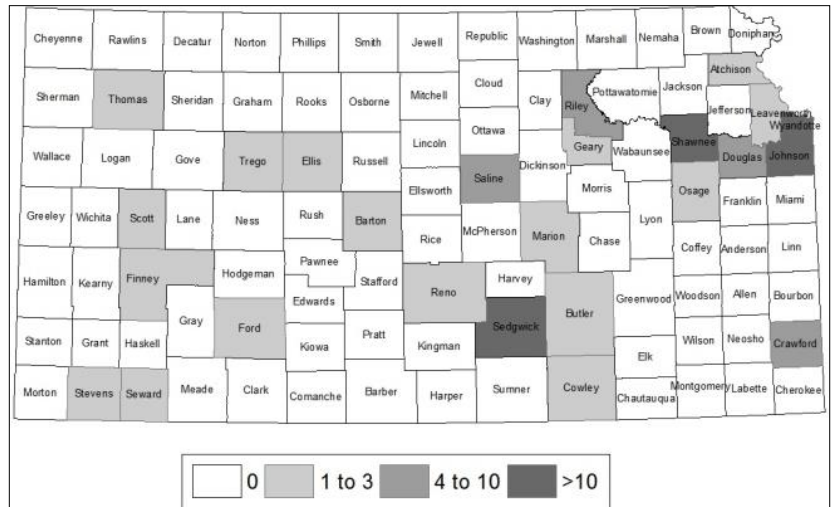 Cheyenne Rawlins Decatur Norton Phillips Smith Jewell Republic Washington Marshall Nemaha Brown Doniphan
Atchison
Sherman Thomas Sheridan Graham Rooks Osborne Mitchell Cloud Clay Riley Pottawatomie Jackson
Jefferson Leavenworth
Wyandotte
Wallace Logan Gove Trego Ellis Russell Lincoln Ottawa Dickinson Geary Wabaunsee Shawnee Douglas Johnson
Ellsworth Saline Morris Osage
Greeley Wichita Scott Lane Ness Rush Barton Rice McPherson Marion Chase Lyon Franklin Miami
Hamilton Kearny Finney Hodgeman Pawnee Stafford Reno Harvey Coffey Anderson Linn
Edwards
Gray Ford Sedgwick Butler Greenwood Woodson Allen Bourbon
Stanton Grant Haskell Kiowa Pratt Kingman Elk Wilson Neosho Crawford
Morton Stevens Seward Meade Clark Comanche Barber Harper Sumner Cowley Chautauqua Montgomery Labette Cherokee
0 1 to 3 4 to 10 >10